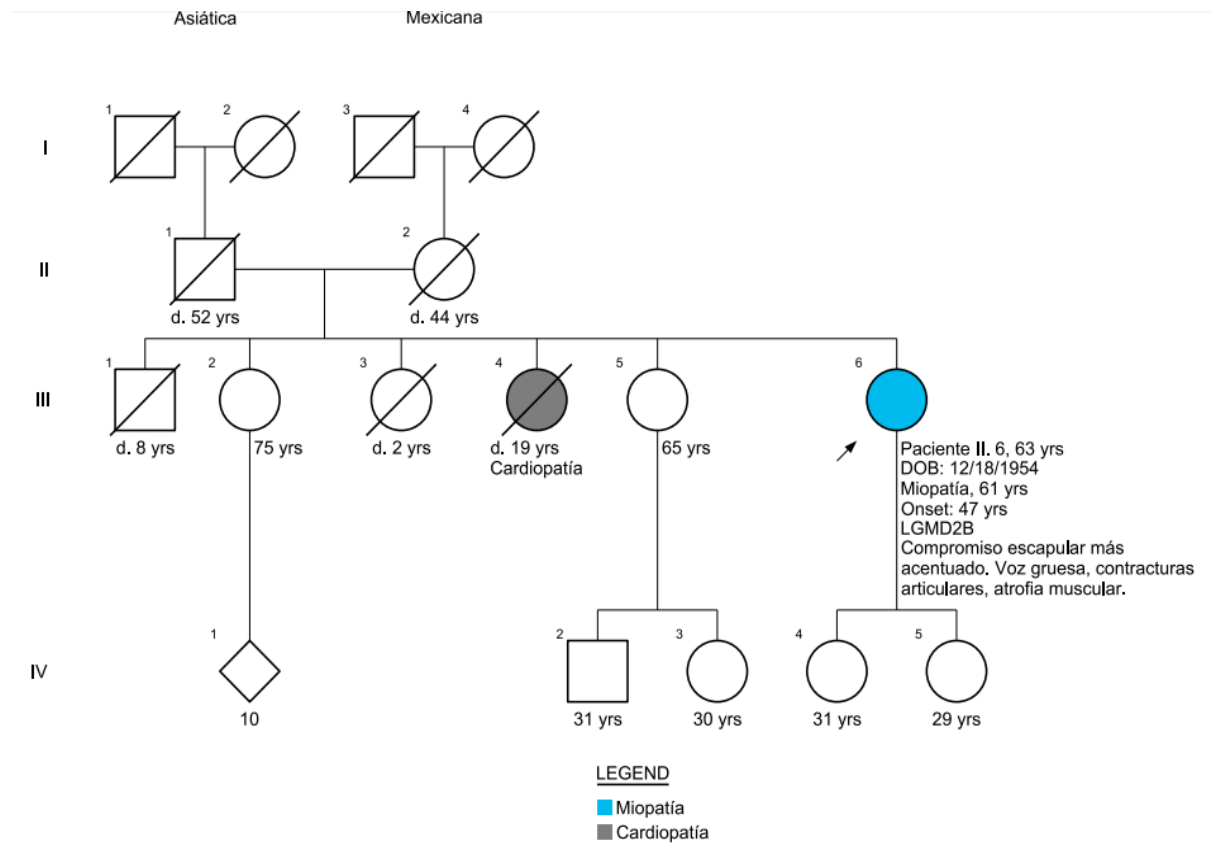 Asiática Mexicana
1 2 3 4
I
1 2
II
d. 52 yrs d. 44 yrs
1 2 3 4 5 6
III
d. 8 yrs 75 yrs d. 2 yrs d. 19 yrs 65 yrs
Cardiopatía
Paciente II. 6, 63 yrs
DOB: 12/18/1954
Miopatía, 61 yrs
Onset: 47 yrs
LGMD2B
Compromiso escapular más
acentuado. Voz gruesa, contracturas
articulares, atrofia muscular.
1 2 3 4 5
IV
10 31 yrs 30 yrs 31 yrs 29 yrs
LEGEND
Miopatía
Cardiopatía